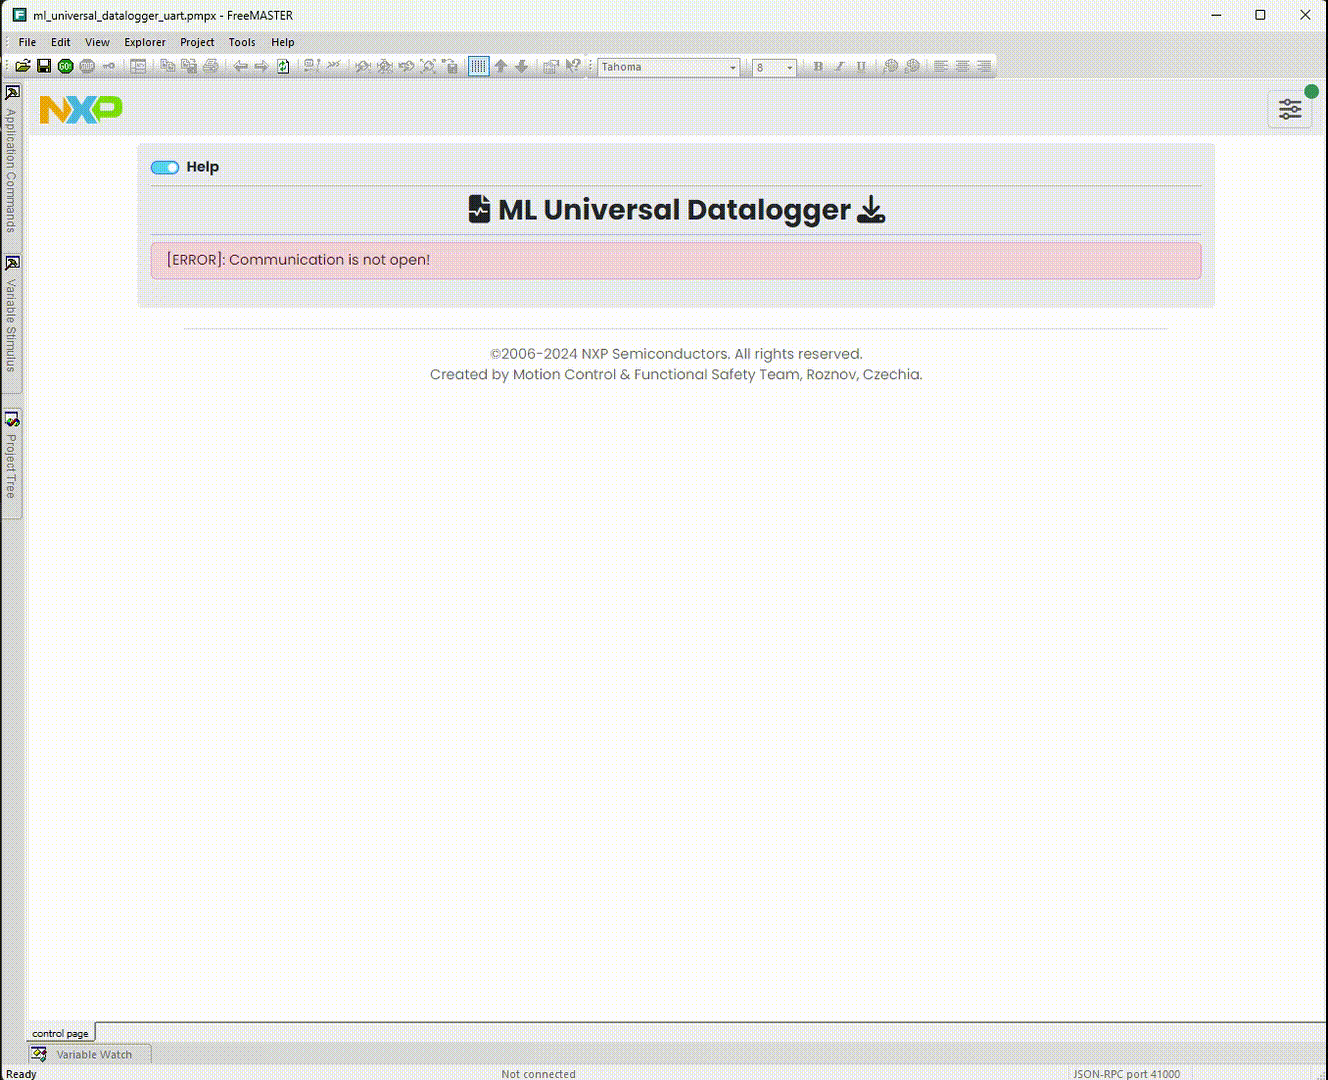 ml_universal_datalogger_uart.pmpx - FreeMASTER
File Edit View Explorer Project Tools Help
GO! STOP Tahoma 8 B I U
NXP
Application Commands
Variable Stimulus
Project Tree
Help
ML Universal Datalogger
[ERROR]: Communication is not open!
©2006-2024 NXP Semiconductors. All rights reserved.
Created by Motion Control & Functional Safety Team, Roznov, Czechia.
control page
Variable Watch
Ready Not connected JSON-RPC port 41000